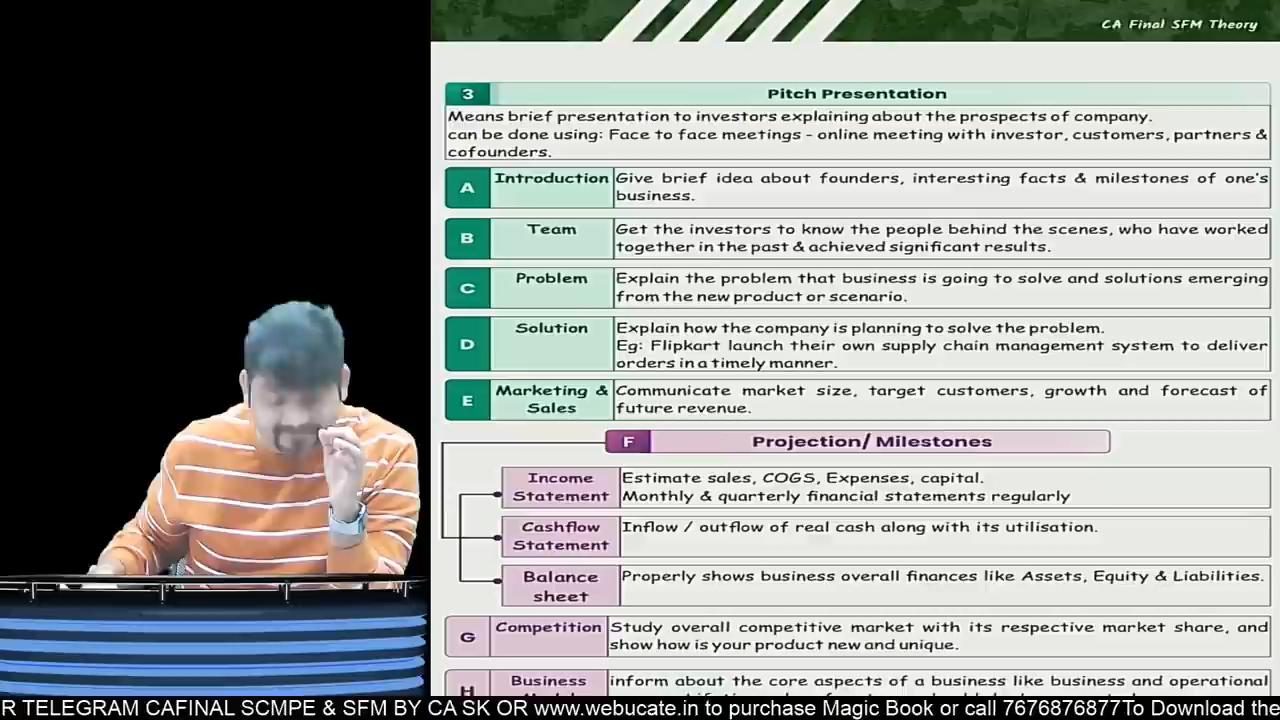 CA Final SFM Theory
3 Pitch Presentation
Means brief presentation to investors explaining about the prospects of company.
can be done using: Face to face meetings - online meeting with investor, customers, partners &
cofounders.
A Introduction Give brief idea about founders, interesting facts & milestones of one's
business.
B Team Get the investors to know the people behind the scenes, who have worked
together in the past & achieved significant results.
C Problem Explain the problem that business is going to solve and solutions emerging
from the new product or scenario.
D Solution Explain how the company is planning to solve the problem.
Eg: Flipkart launch their own supply chain management system to deliver
orders in a timely manner.
E Marketing & Communicate market size, target customers, growth and forecast of
Sales future revenue.
F Projection/ Milestones
Income Estimate sales, COGS, Expenses, capital.
Statement Monthly & quarterly financial statements regularly
Cashflow Inflow / outflow of real cash along with its utilisation.
Statement
Balance Properly shows business overall finances like Assets, Equity & Liabilities.
sheet
G Competition Study overall competitive market with its respective market share, and
show how is your product new and unique.
H Business inform about the core aspects of a business like business and operational
R TELEGRAM CAFINAL SCMPE & SFM BY CA SK OR www.webucate.in to purchase Magic Book or call 7676876877To Download the